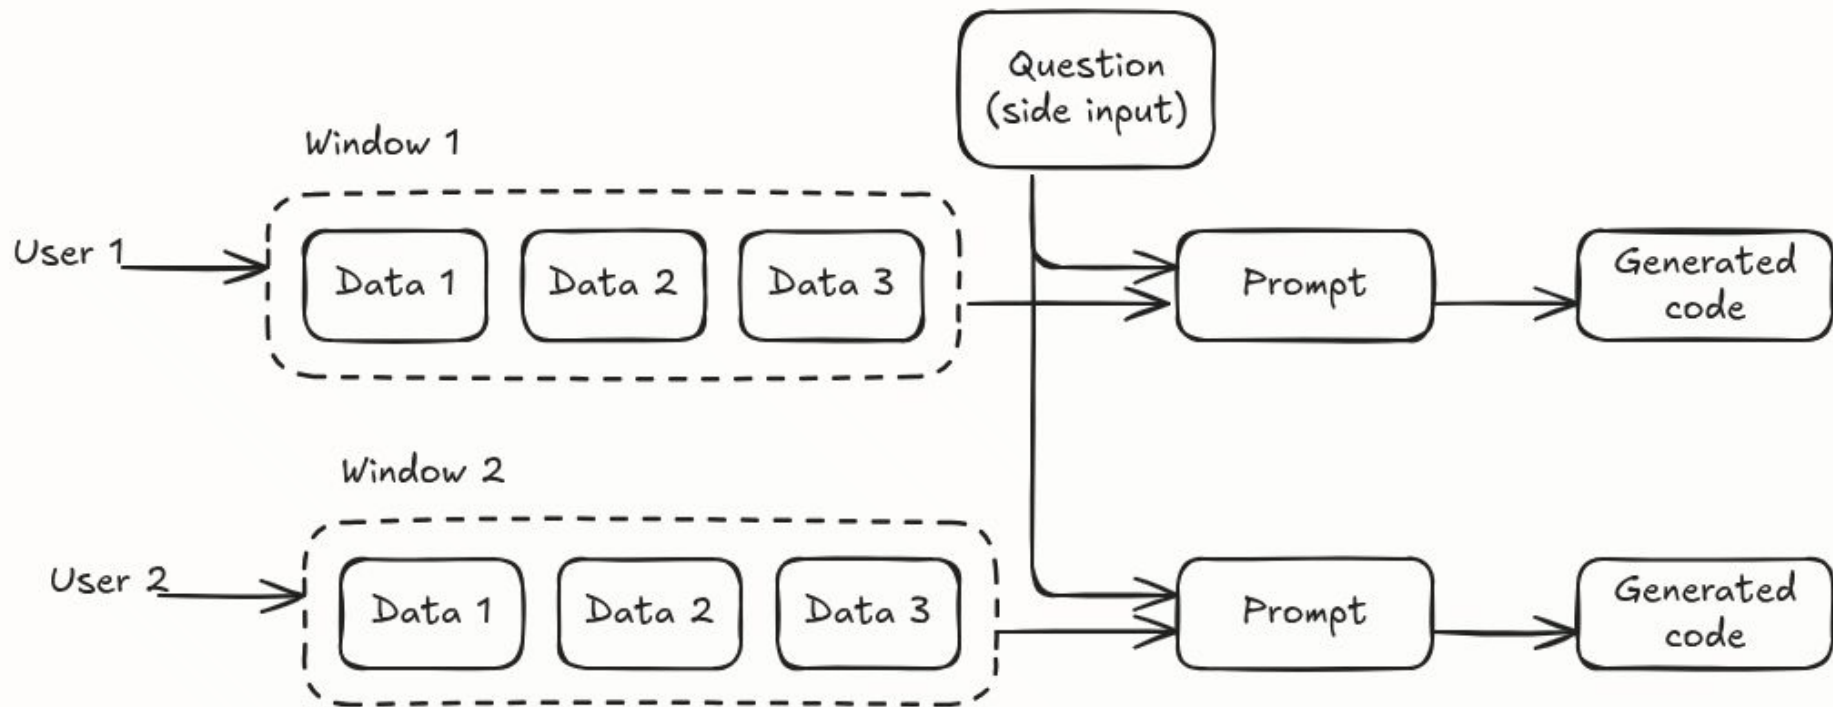 Question
(side input)
Window 1
User 1
Data 1
Data 2
Data 3
Prompt
Generated
code
Window 2
User 2
Data 1
Data 2
Data 3
Prompt
Generated
code